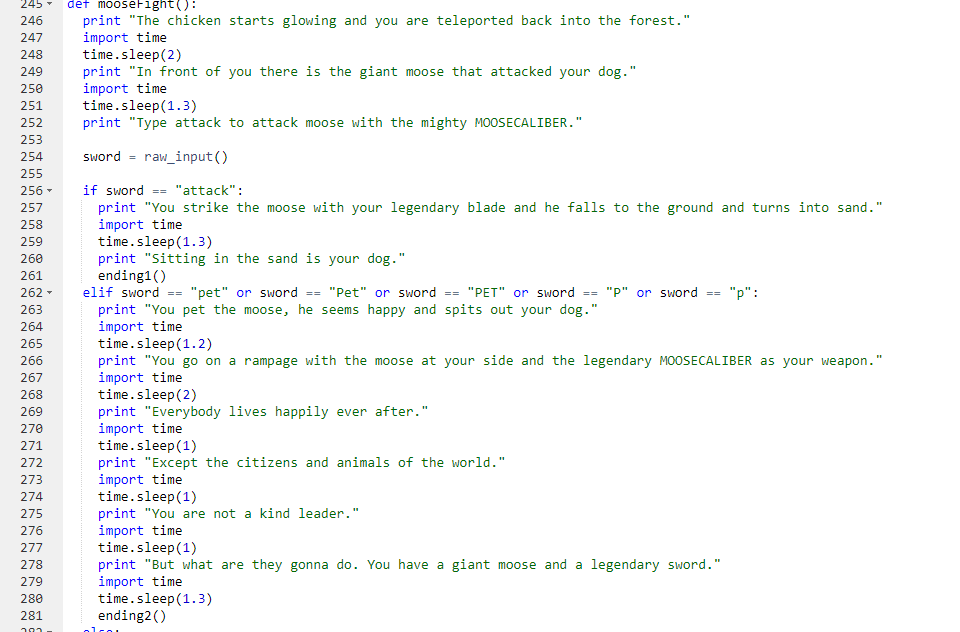 245 def mooseFight():
246 print "The chicken starts glowing and you are teleported back into the forest."
247 import time
248 time.sleep(2)
249 print "In front of you there is the giant moose that attacked your dog."
250 import time
251 time.sleep(1.3)
252 print "Type attack to attack moose with the mighty MOOSECALIBER."
253
254 sword = raw_input()
255
256 if sword == "attack":
257 print "You strike the moose with your legendary blade and he falls to the ground and turns into sand."
258 import time
259 time.sleep(1.3)
260 print "Sitting in the sand is your dog."
261 ending1()
262 elif sword == "pet" or sword == "Pet" or sword == "PET" or sword == "P" or sword == "p":
263 print "You pet the moose, he seems happy and spits out your dog."
264 import time
265 time.sleep(1.2)
266 print "You go on a rampage with the moose at your side and the legendary MOOSECALIBER as your weapon."
267 import time
268 time.sleep(2)
269 print "Everybody lives happily ever after."
270 import time
271 time.sleep(1)
272 print "Except the citizens and animals of the world."
273 import time
274 time.sleep(1)
275 print "You are not a kind leader."
276 import time
277 time.sleep(1)
278 print "But what are they gonna do. You have a giant moose and a legendary sword."
279 import time
280 time.sleep(1.3)
281 ending2()
282 else: